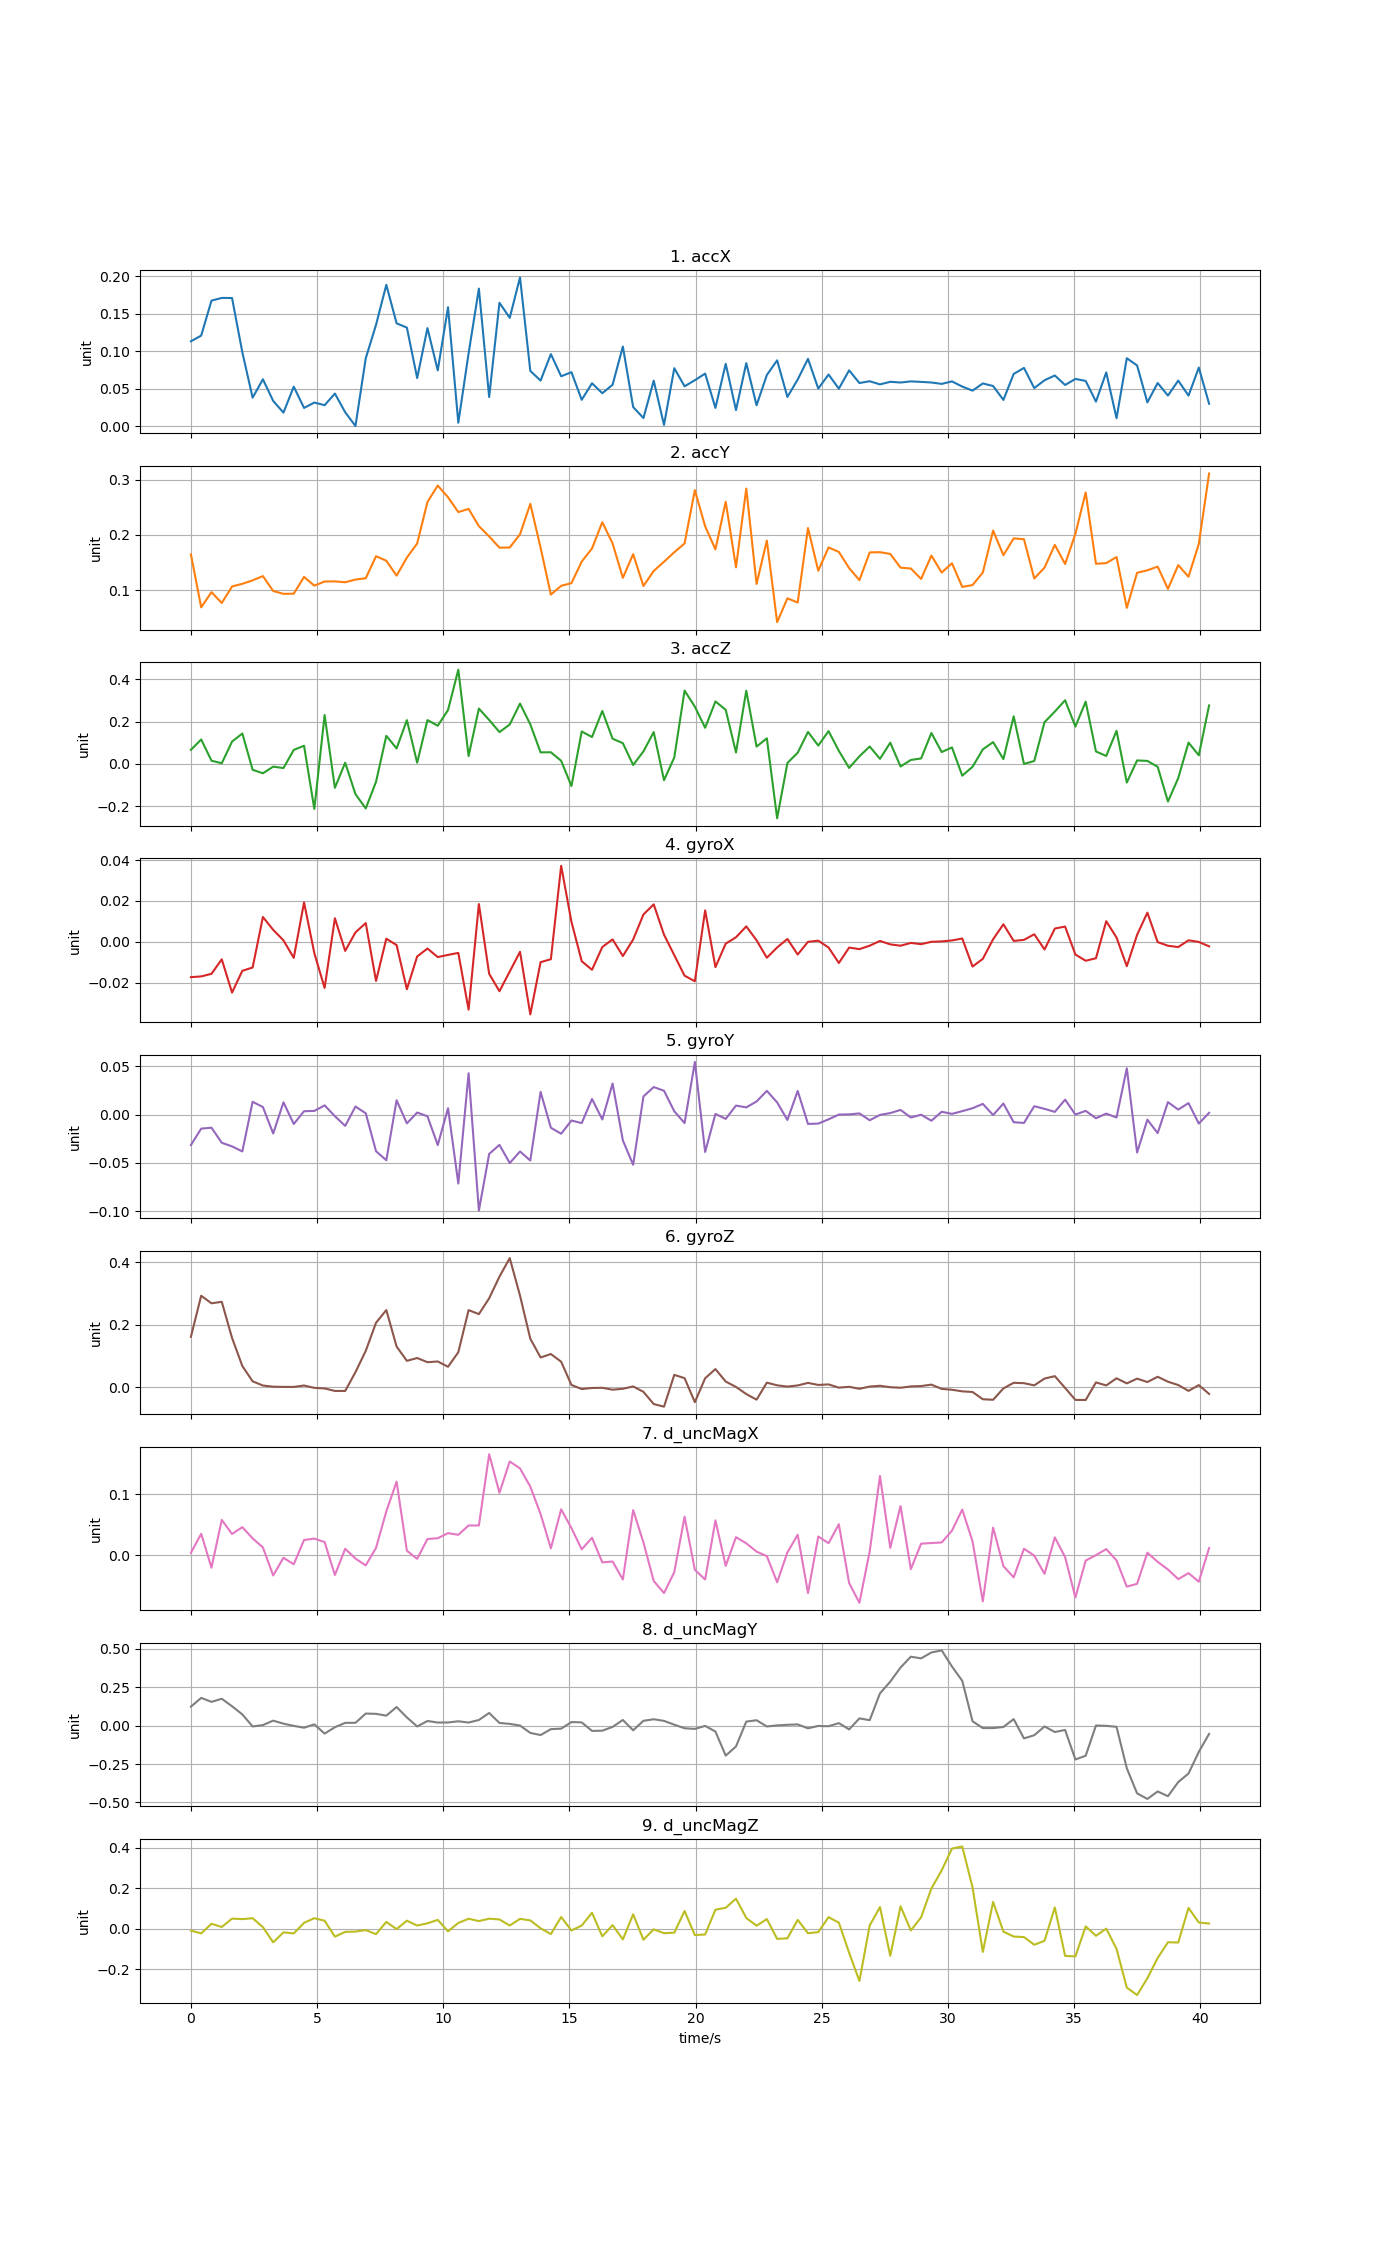 1. accX
0.20
0.15
0.10
0.05
0.00
unit
2. accY
0.3
0.2
0.1
unit
3. accZ
0.4
0.2
0.0
−0.2
unit
4. gyroX
0.04
0.02
0.00
−0.02
unit
5. gyroY
0.05
0.00
−0.05
−0.10
unit
6. gyroZ
0.4
0.2
0.0
unit
7. d_uncMagX
0.1
0.0
unit
8. d_uncMagY
0.50
0.25
0.00
−0.25
−0.50
unit
9. d_uncMagZ
0.4
0.2
0.0
−0.2
unit
0 5 10 15 20 25 30 35 40
time/s